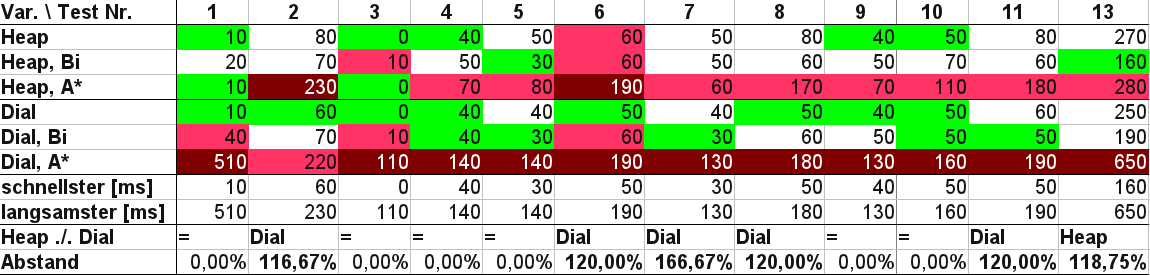 Var. \ Test Nr. 1 2 3 4 5 6 7 8 9 10 11 13
Heap 10 80 0 40 50 60 50 80 40 50 80 270
Heap, Bi 20 70 10 50 30 60 50 60 50 70 60 160
Heap, A* 10 230 0 70 80 190 60 170 70 110 180 280
Dial 10 60 0 40 40 50 40 50 40 50 60 250
Dial, Bi 40 70 10 40 30 60 30 60 50 50 50 190
Dial, A* 510 220 110 140 140 190 130 180 130 160 190 650
schnellster [ms] 10 60 0 40 30 50 30 50 40 50 50 160
langsamster [ms] 510 230 110 140 140 190 130 180 130 160 190 650
Heap ./. Dial = Dial = = = Dial Dial Dial = = Dial Heap
Abstand 0,00% 116,67% 0,00% 0,00% 0,00% 120,00% 166,67% 120,00% 0,00% 0,00% 120,00% 118,75%